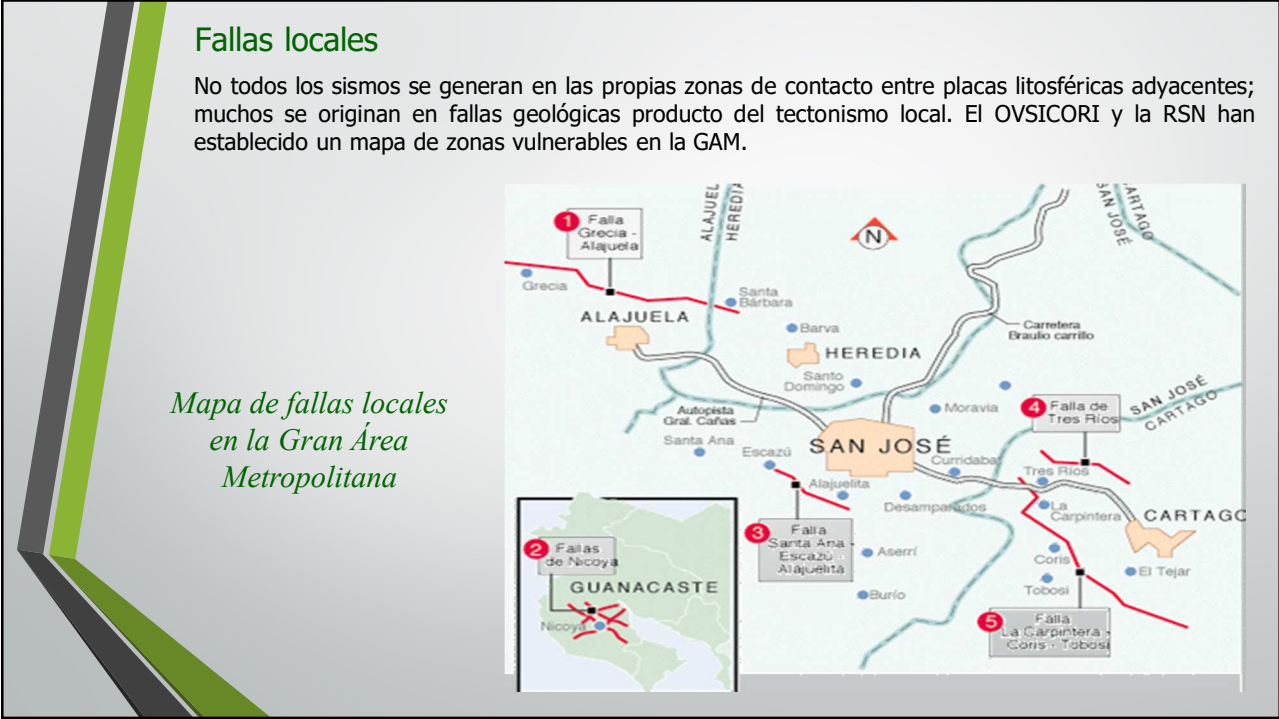 Fallas locales
No todos los sismos se generan en las propias zonas de contacto entre placas litosféricas adyacentes;
muchos se originan en fallas geológicas producto del tectonismo local. El OVSICORI y la RSN han
establecido un mapa de zonas vulnerables en la GAM.
Mapa de fallas locales
en la Gran Área
Metropolitana
1 Falla
Grecia -
Alajuela
ALAJUEL
HEREDIA
N
CARTAGO
SAN JOSÉ
Grecia
Santa
Bárbara
ALAJUELA
Barva
Carretera
Braulio carrillo
HEREDIA
Santo
Domingo
Autopista
Gral. Cañas
Moravia
4 Falla de
Tres Ríos
SAN JOSÉ
CARTAGO
Santa Ana
Escazú
SAN JOSÉ
Curridabat
Tres Ríos
Alajuelita
Desamparados
La
Carpintera
CARTAGO
3 Falla
Santa Ana -
Escazú -
Alajuelita
Aserrí
Coris
El Tejar
Tobosi
Burío
5 Falla
La Carpintera -
Coris - Tobosi
2 Fallas
de Nicoya
GUANACASTE
Nicoya